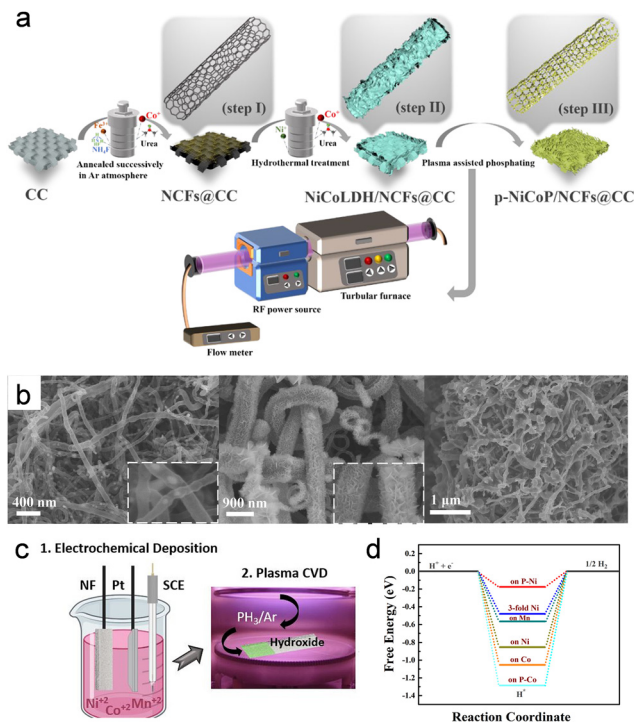 a
(step I)
(step II)
(step III)
Co⁺
Urea
Annealed successively
in Ar atmosphere
Ni
Co⁺
Urea
Hydrothermal treatment
Plasma assisted phosphating
CC
NCFs@CC
NiCoLDH/NCFs@CC
p-NiCoP/NCFs@CC
RF power source
Turbular furnace
Flow meter
b
400 nm
900 nm
1 µm
c
1. Electrochemical Deposition
NF
Pt
SCE
Ni⁺²
Co⁺²
Mn⁺²
2. Plasma CVD
PH₃/Ar
Hydroxide
d
Free Energy (eV)
0.0
-0.2
-0.4
-0.6
-0.8
-1.0
-1.2
-1.4
H⁺ + e⁻
1/2 H₂
on P-Ni
3-fold Ni
on Mn
on Ni
on Co
on P-Co
H*
Reaction Coordinate